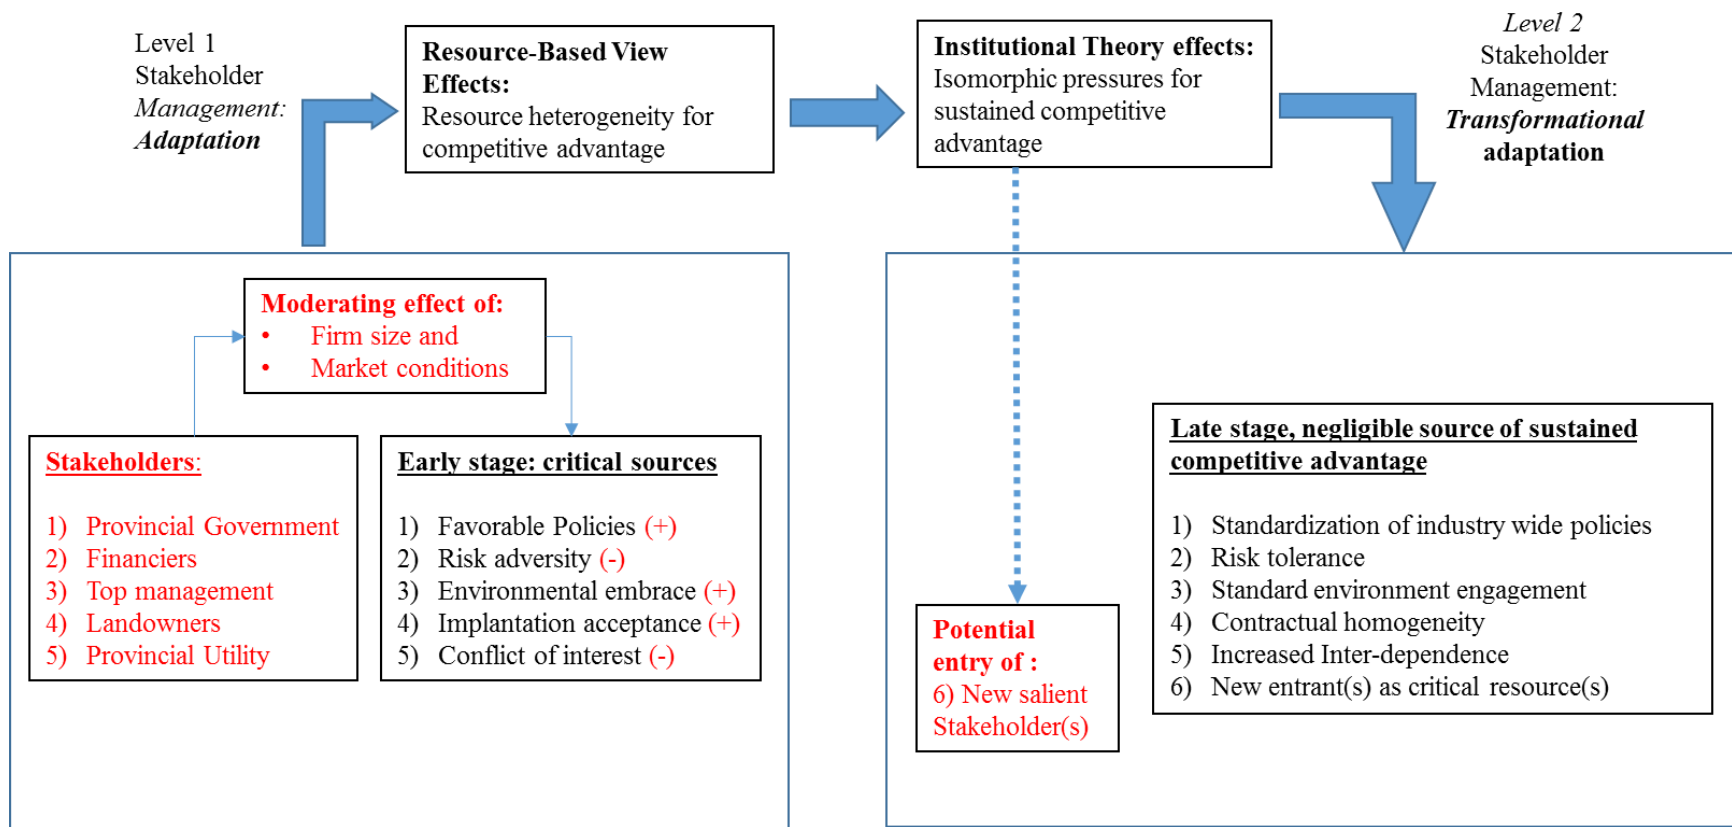 Level 1
Stakeholder
Management:
Adaptation
Resource-Based View
Effects:
Resource heterogeneity for
competitive advantage
Institutional Theory effects:
Isomorphic pressures for
sustained competitive
advantage
Level 2
Stakeholder
Management:
Transformational
adaptation
Moderating effect of:
• Firm size and
• Market conditions
Stakeholders:
1) Provincial Government
2) Financiers
3) Top management
4) Landowners
5) Provincial Utility
Early stage: critical sources
1) Favorable Policies (+)
2) Risk adversity (-)
3) Environmental embrace (+)
4) Implantation acceptance (+)
5) Conflict of interest (-)
Potential
entry of :
6) New salient
Stakeholder(s)
Late stage, negligible source of sustained
competitive advantage
1) Standardization of industry wide policies
2) Risk tolerance
3) Standard environment engagement
4) Contractual homogeneity
5) Increased Inter-dependence
6) New entrant(s) as critical resource(s)